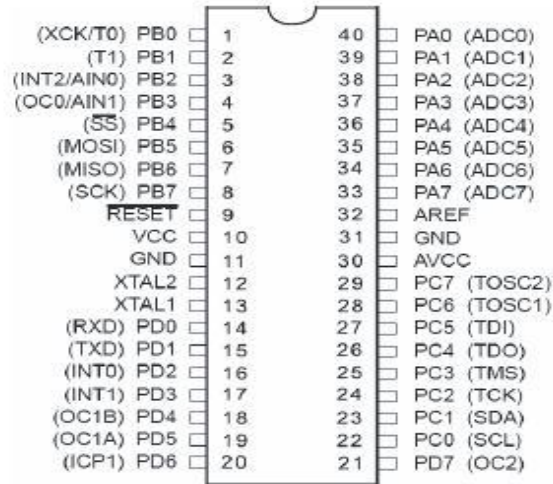 (XCK/T0) PB0 1 40 PA0 (ADC0)
(T1) PB1 2 39 PA1 (ADC1)
(INT2/AIN0) PB2 3 38 PA2 (ADC2)
(OC0/AIN1) PB3 4 37 PA3 (ADC3)
(SS) PB4 5 36 PA4 (ADC4)
(MOSI) PB5 6 35 PA5 (ADC5)
(MISO) PB6 7 34 PA6 (ADC6)
(SCK) PB7 8 33 PA7 (ADC7)
RESET 9 32 AREF
VCC 10 31 GND
GND 11 30 AVCC
XTAL2 12 29 PC7 (TOSC2)
XTAL1 13 28 PC6 (TOSC1)
(RXD) PD0 14 27 PC5 (TDI)
(TXD) PD1 15 26 PC4 (TDO)
(INT0) PD2 16 25 PC3 (TMS)
(INT1) PD3 17 24 PC2 (TCK)
(OC1B) PD4 18 23 PC1 (SDA)
(OC1A) PD5 19 22 PC0 (SCL)
(ICP1) PD6 20 21 PD7 (OC2)